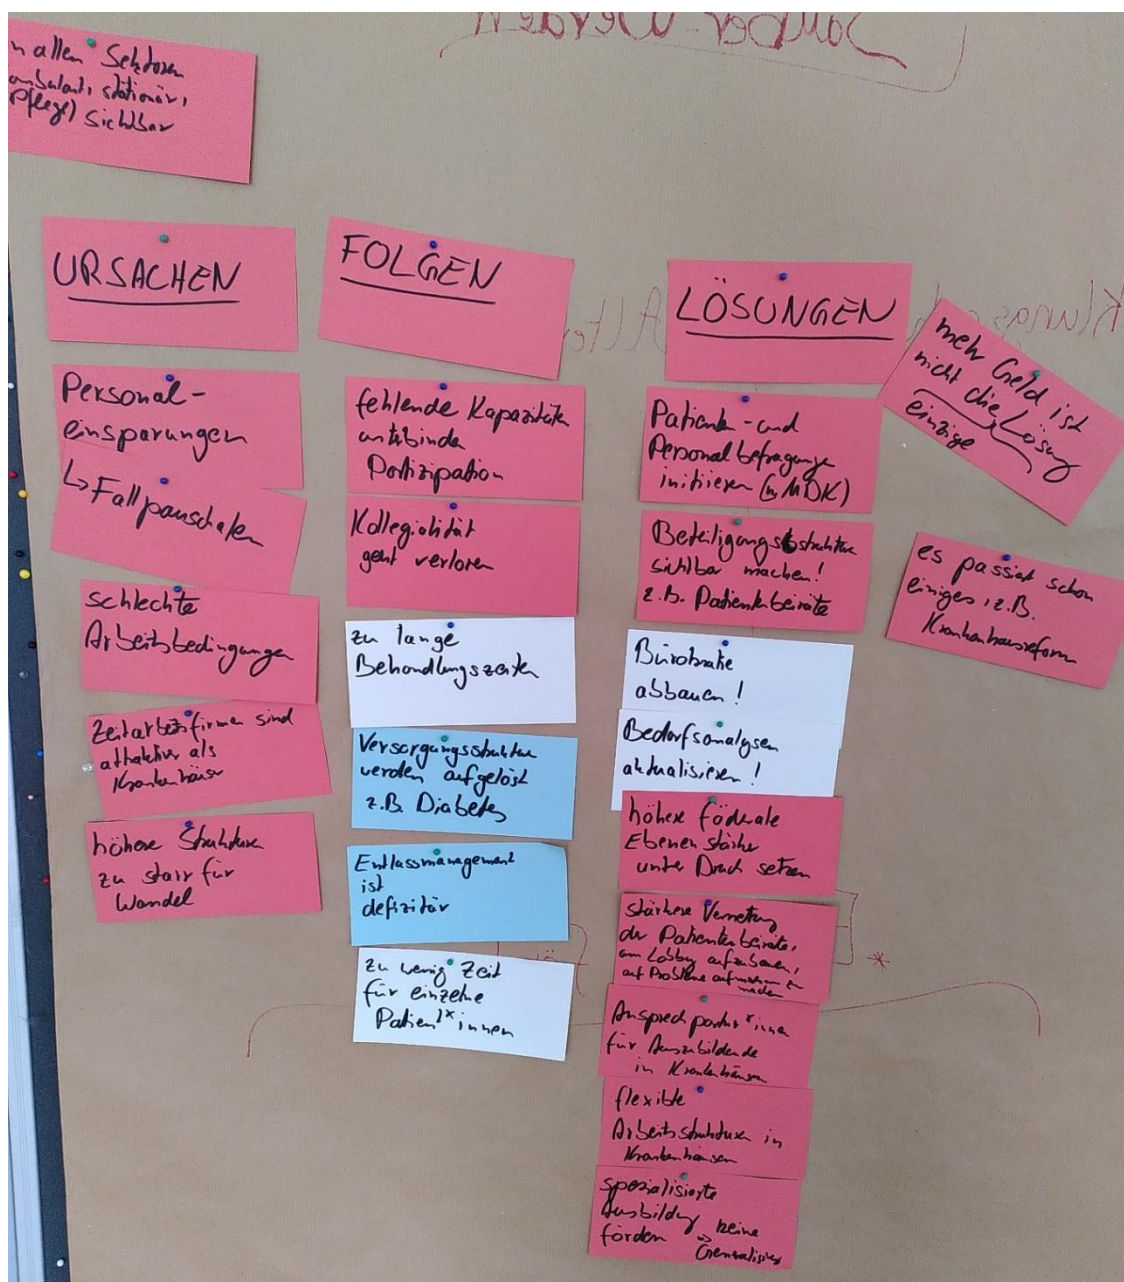 n allen Sektoren
ambulant, stationär,
Pflege) sichtbar
URSACHEN
Personal-
einsparungen
↳ Fallpauschalen
schlechte
Arbeitsbedingungen
Zeitarbeitsfirmen sind
attraktiver als
Krankenhäuser
höhere Strukturen
zu starr für
Wandel
FOLGEN
fehlende Kapazitäten
unterbinden
Partizipation
Kollegialität
geht verloren
zu lange
Behandlungszeiten
Versorgungsstrukturen
werden aufgelöst
z.B. Diabetes
Entlassmanagement
ist
defizitär
zu wenig Zeit
für einzelne
Patient*innen
LÖSUNGEN
Patienten- und
Personalbefragungen
initiieren (MDK)
Beteiligungsstrukturen
sichtbar machen!
z.B. Patientenbeiräte
Bürokratie
abbauen!
Bedarfsanalysen
aktualisieren!
höhere föderale
Ebenen stärker
unter Druck setzen
stärkere Vernetzung
der Patientenbeiräte,
um Lobby aufzubauen,
auf Probleme aufmerksam zu
machen
Ansprechpartner*innen
für Auszubildende
in Krankenhäusern
flexible
Arbeitsstrukturen in
Krankenhäusern
spezialisierte
Ausbildung
fördern ⇒ keine
mehr Geld ist
nicht die Lösung
einzige
es passiert schon
einiges, z.B.
Krankenhausreform